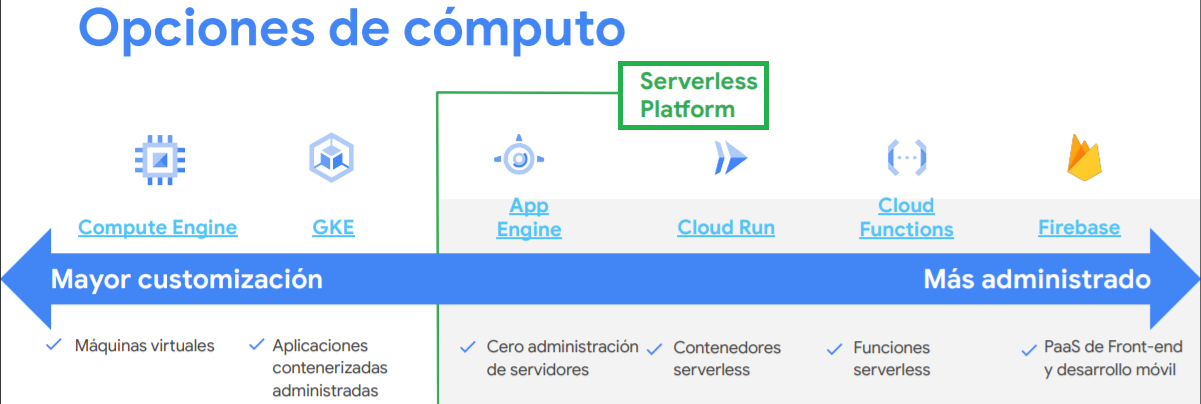 Opciones de cómputo
Serverless
Platform
Compute Engine
GKE
App
Engine
Cloud Run
Cloud
Functions
Firebase
Mayor customización
Más administrado
Máquinas virtuales
Aplicaciones
contenerizadas
administradas
Cero administración
de servidores
Contenedores
serverless
Funciones
serverless
PaaS de Front-end
y desarrollo móvil